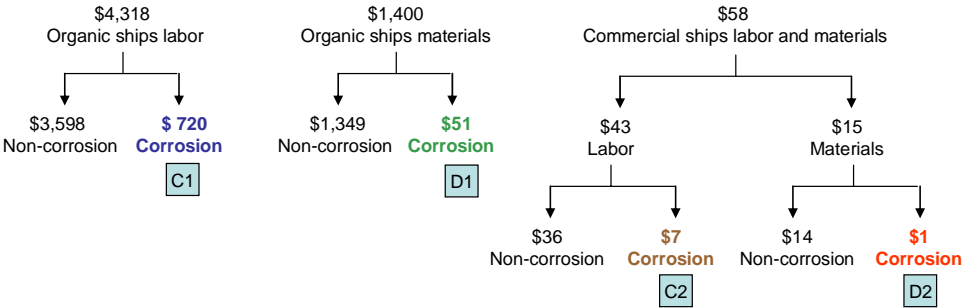 $4,318
Organic ships labor
$1,400
Organic ships materials
$58
Commercial ships labor and materials
$3,598
Non-corrosion
$ 720
Corrosion
C1
$1,349
Non-corrosion
$51
Corrosion
D1
$43
Labor
$15
Materials
$36
Non-corrosion
$7
Corrosion
C2
$14
Non-corrosion
$1
Corrosion
D2